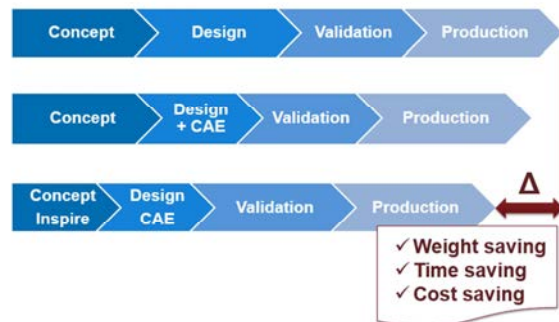 Concept Design Validation Production
Concept Design + CAE Validation Production
Concept Inspire Design CAE Validation Production
Δ
✓ Weight saving
✓ Time saving
✓ Cost saving